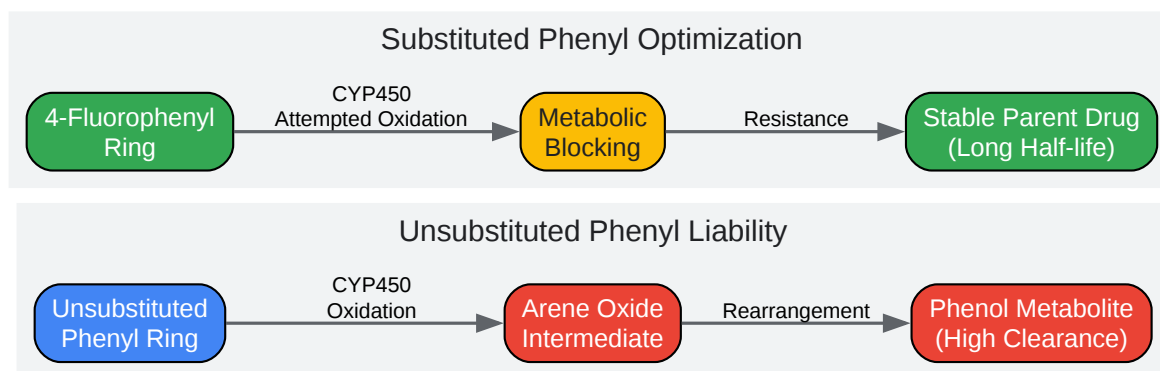 Substituted Phenyl Optimization
4-Fluorophenyl
Ring
CYP450
Attempted Oxidation
Metabolic
Blocking
Resistance
Stable Parent Drug
(Long Half-life)
Unsubstituted Phenyl Liability
Unsubstituted
Phenyl Ring
CYP450
Oxidation
Arene Oxide
Intermediate
Rearrangement
Phenol Metabolite
(High Clearance)